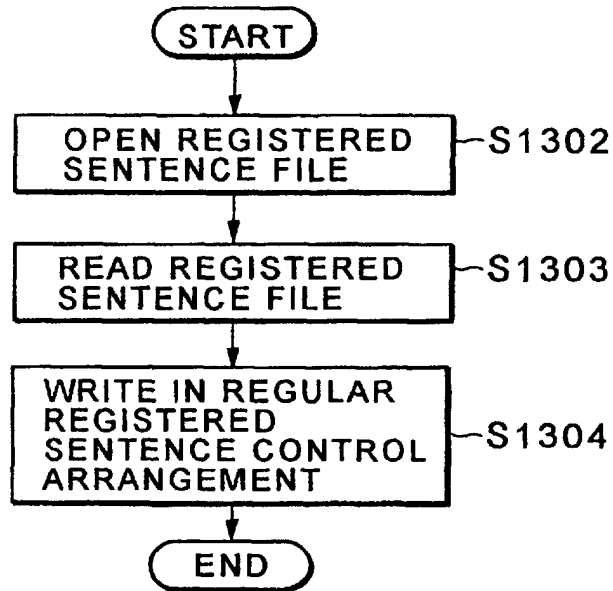 START
OPEN REGISTERED
SENTENCE FILE
S1302
READ REGISTERED
SENTENCE FILE
S1303
WRITE IN REGULAR
REGISTERED
SENTENCE CONTROL
ARRANGEMENT
S1304
END